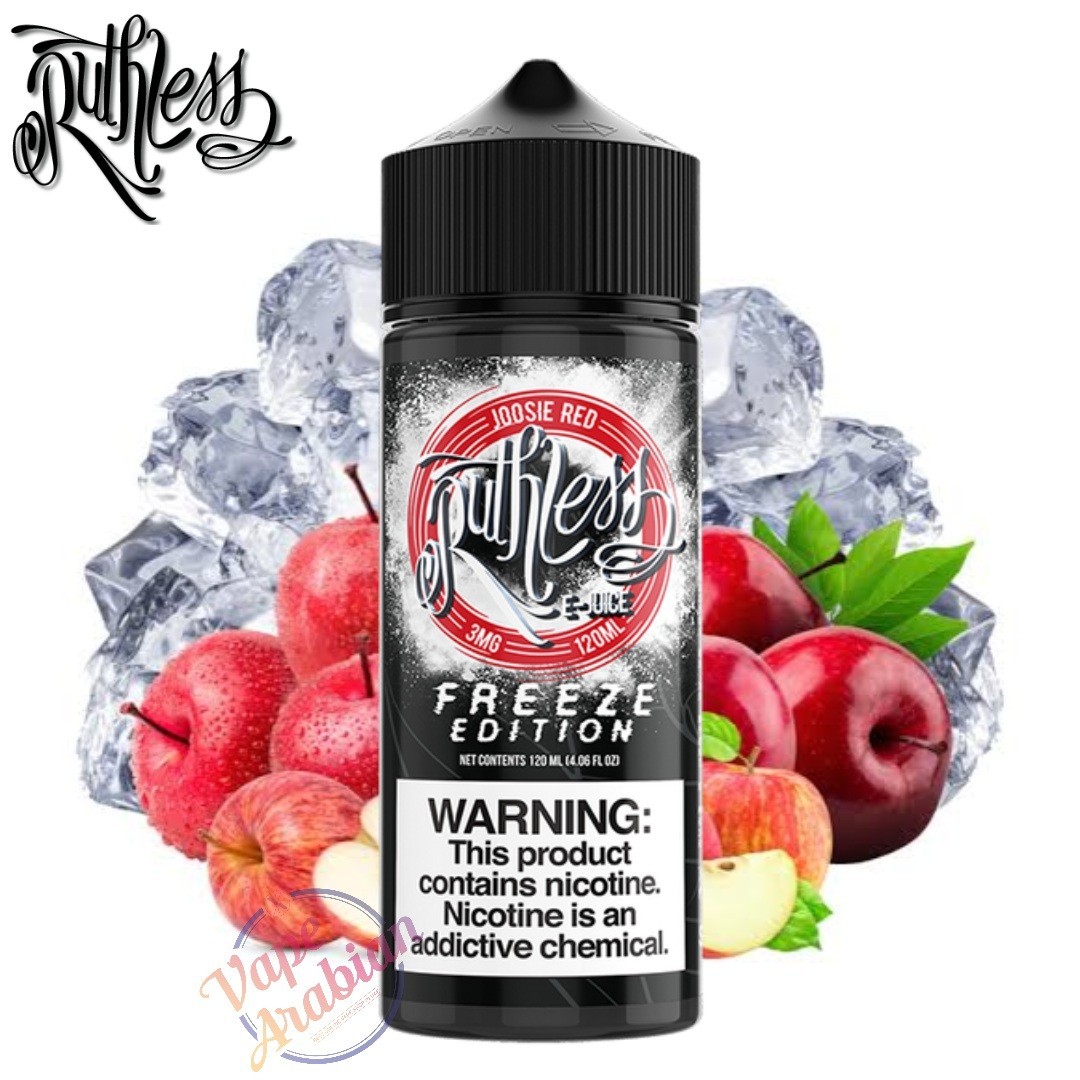 Ruthless
OPEN
JOOSIE RED
Ruthless
E-JUICE
3MG
120ML
FREEZE
EDITION
NET CONTENTS 120 ML (4.06 FL OZ)
WARNING:
This product
contains nicotine.
Nicotine is an
addictive chemical.
Vape
Arabian